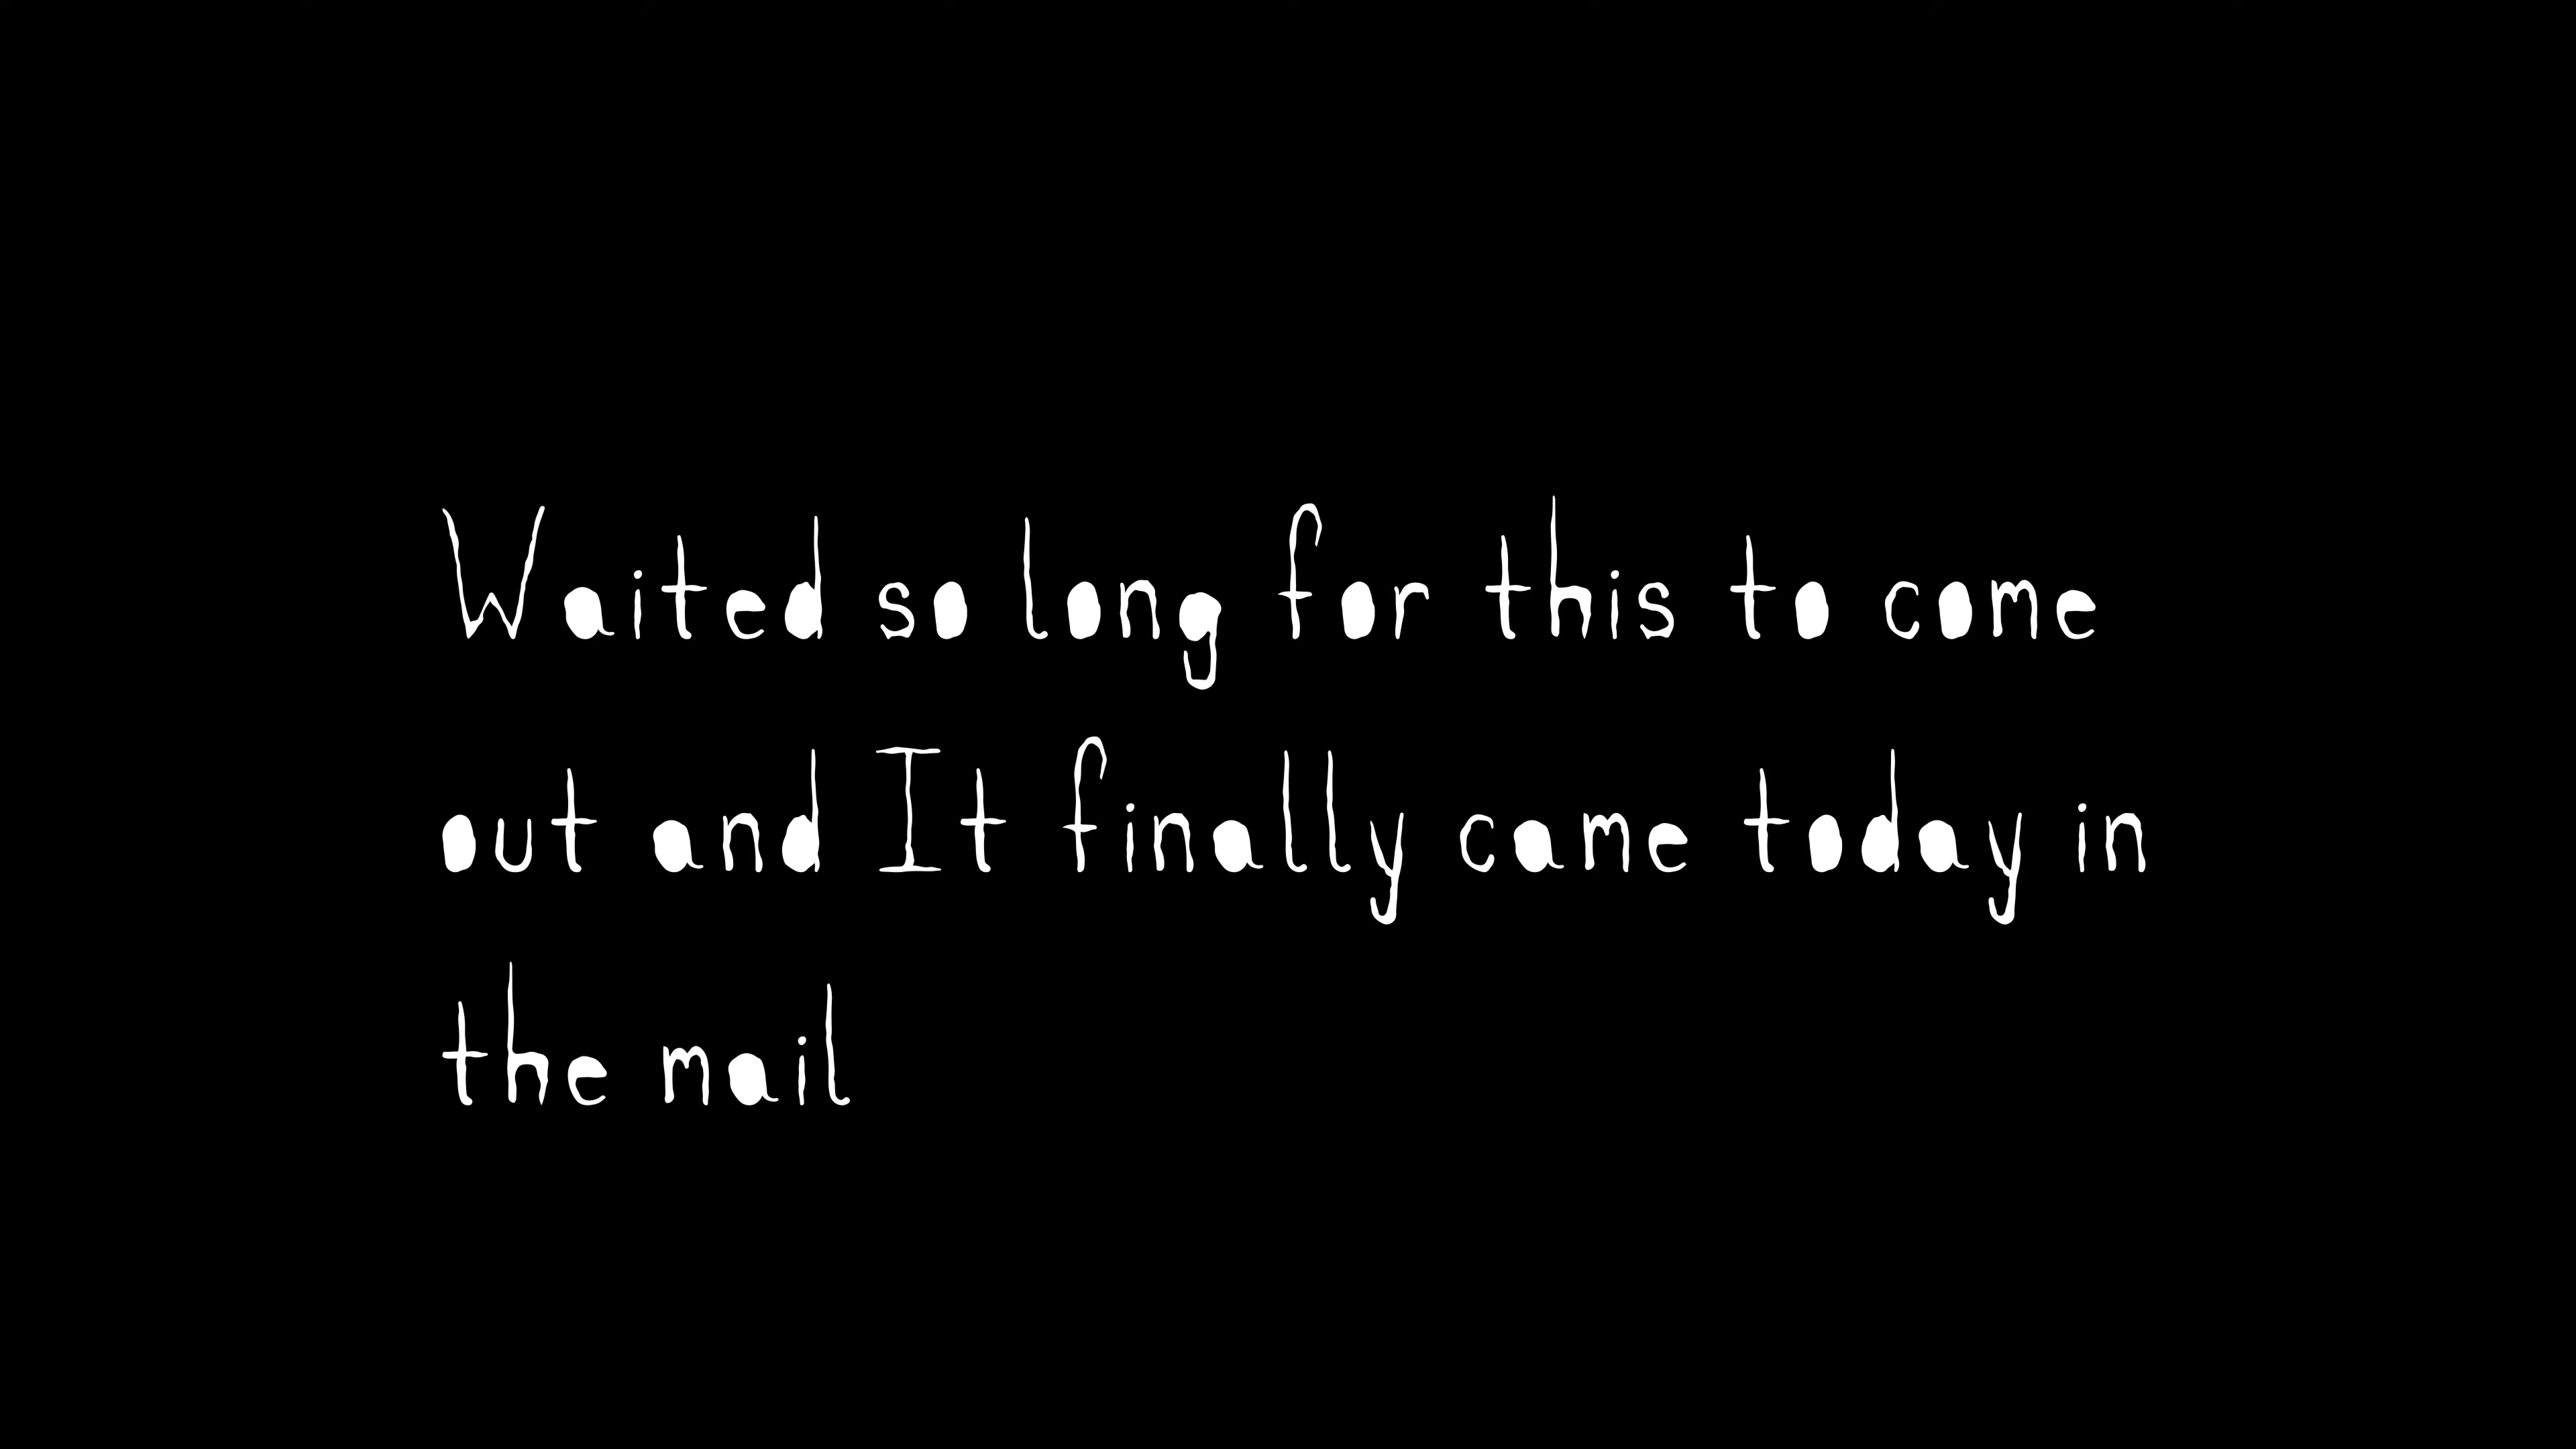 Waited so long for this to come
out and It finally came today in
the mail